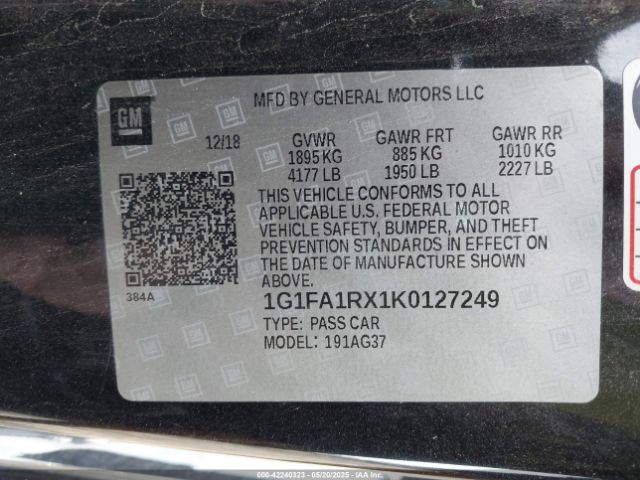 MFD BY GENERAL MOTORS LLC
GM
12/18 GVWR GAWR FRT GAWR RR
1895 KG 885 KG 1010 KG
4177 LB 1950 LB 2227 LB
THIS VEHICLE CONFORMS TO ALL
APPLICABLE U.S. FEDERAL MOTOR
VEHICLE SAFETY, BUMPER, AND THEFT
PREVENTION STANDARDS IN EFFECT ON
THE DATE OF MANUFACTURE SHOWN
ABOVE.
384A
1G1FA1RX1K0127249
TYPE: PASS CAR
MODEL: 191AG37
000-42240323 - 05/20/2025 - IAAI.COM